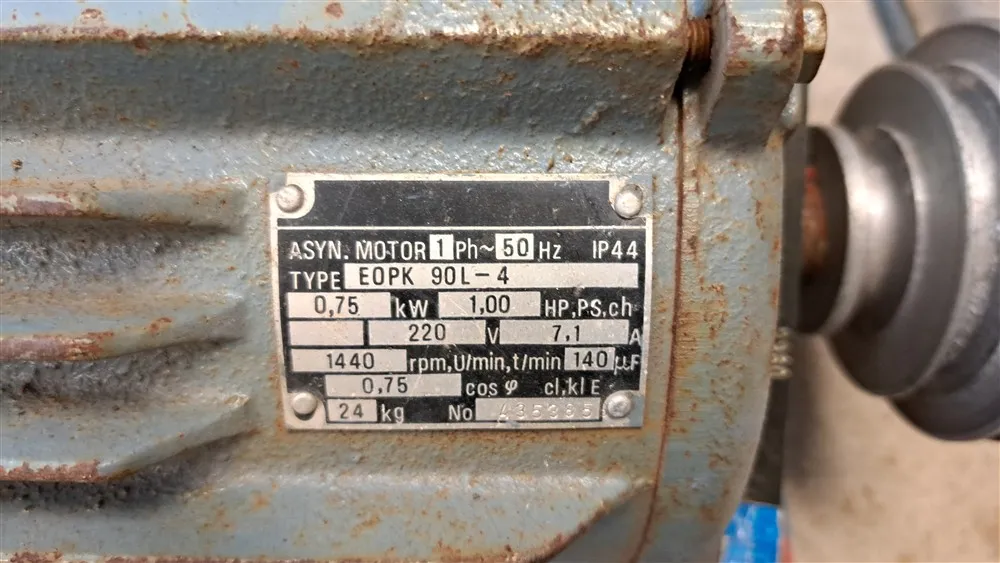 ASYN. MOTOR 1 Ph~ 50 Hz IP44
TYPE EOPK 90L-4
0,75 kW 1,00 HP,PS,ch
220 V 7,1 A
1440 rpm,U/min,t/min 140 µF
0,75 cos φ cl,kl E
24 kg No A35365